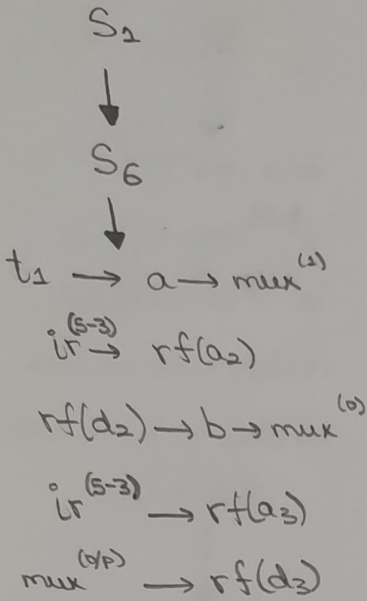 S1
↓
S6
↓
t1 → a → mux^(1)
ir^(5-3) → rf(a2)
rf(d2) → b → mux^(0)
ir^(5-3) → rf(a3)
mux^(o/p) → rf(d3)